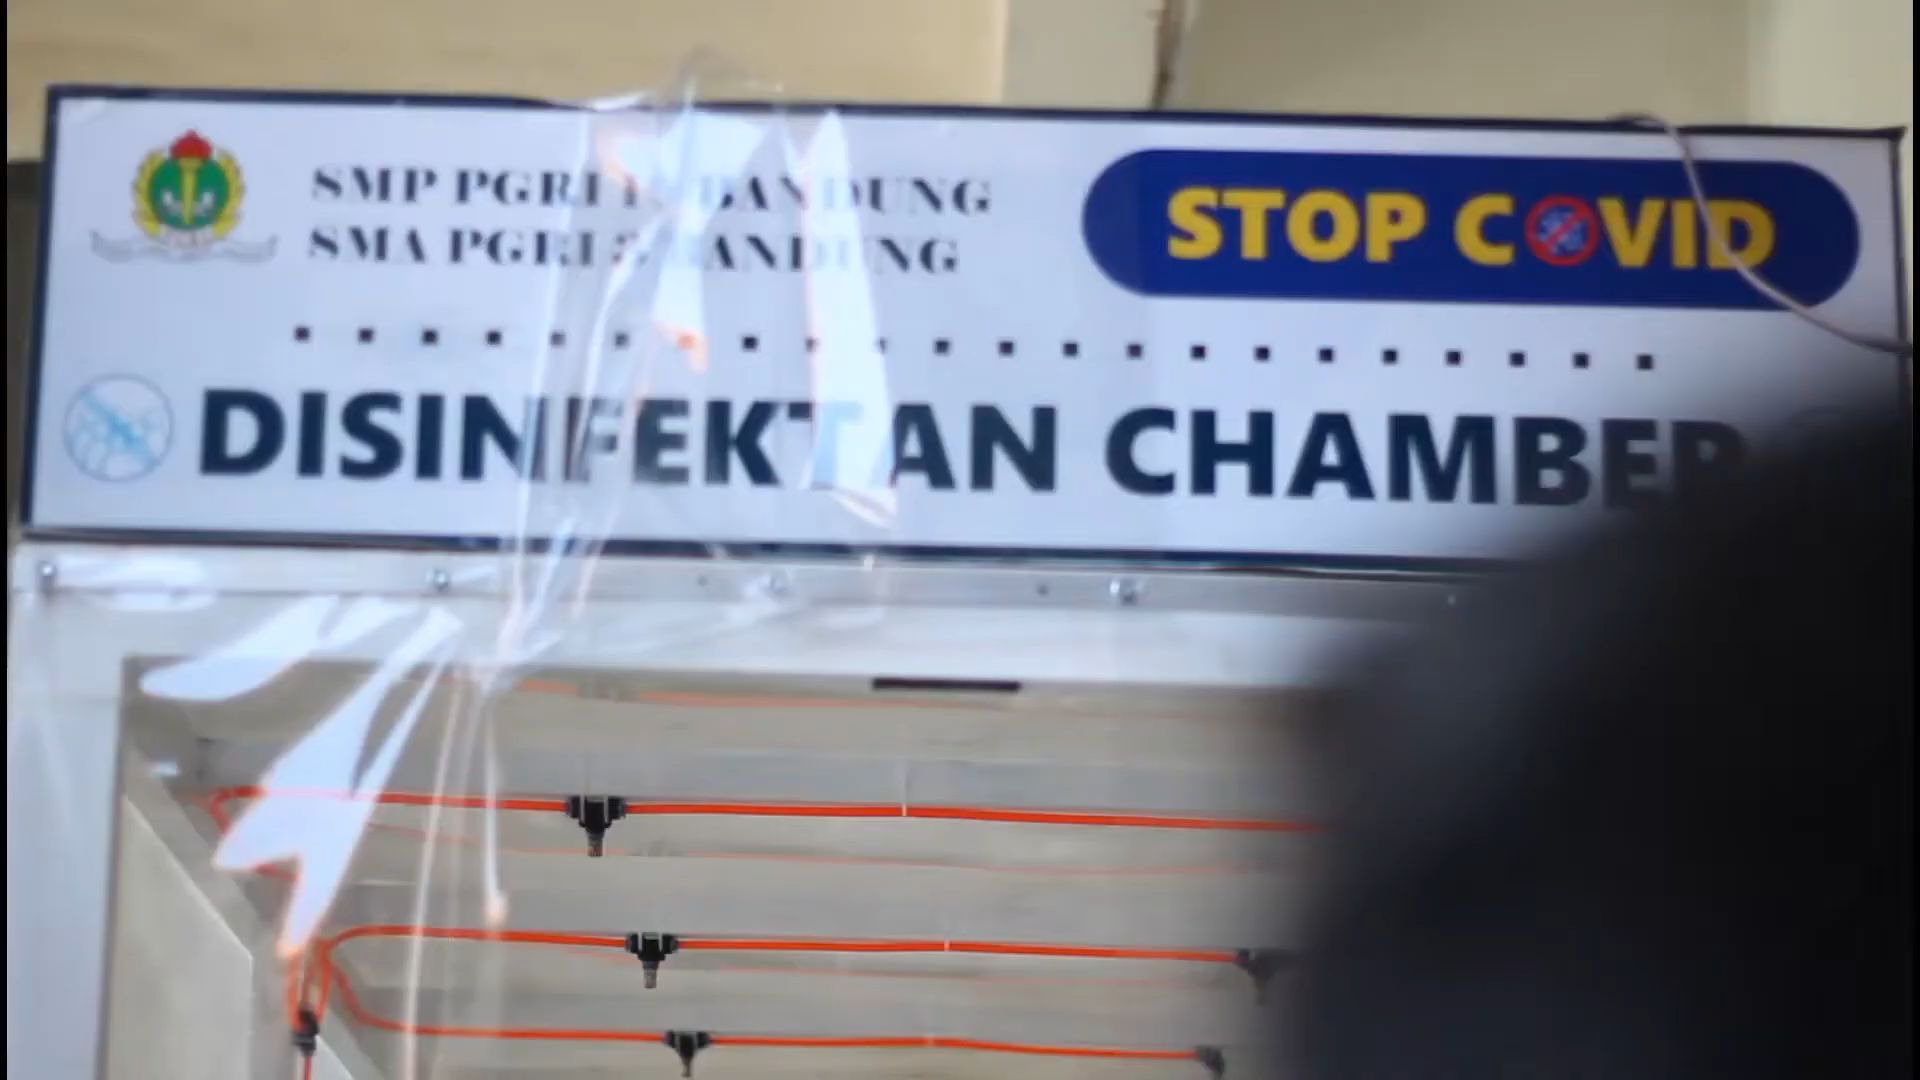 SMP PGRI BANDUNG
SMA PGRI BANDUNG
STOP COVID
DISINFEKTAN CHAMBER